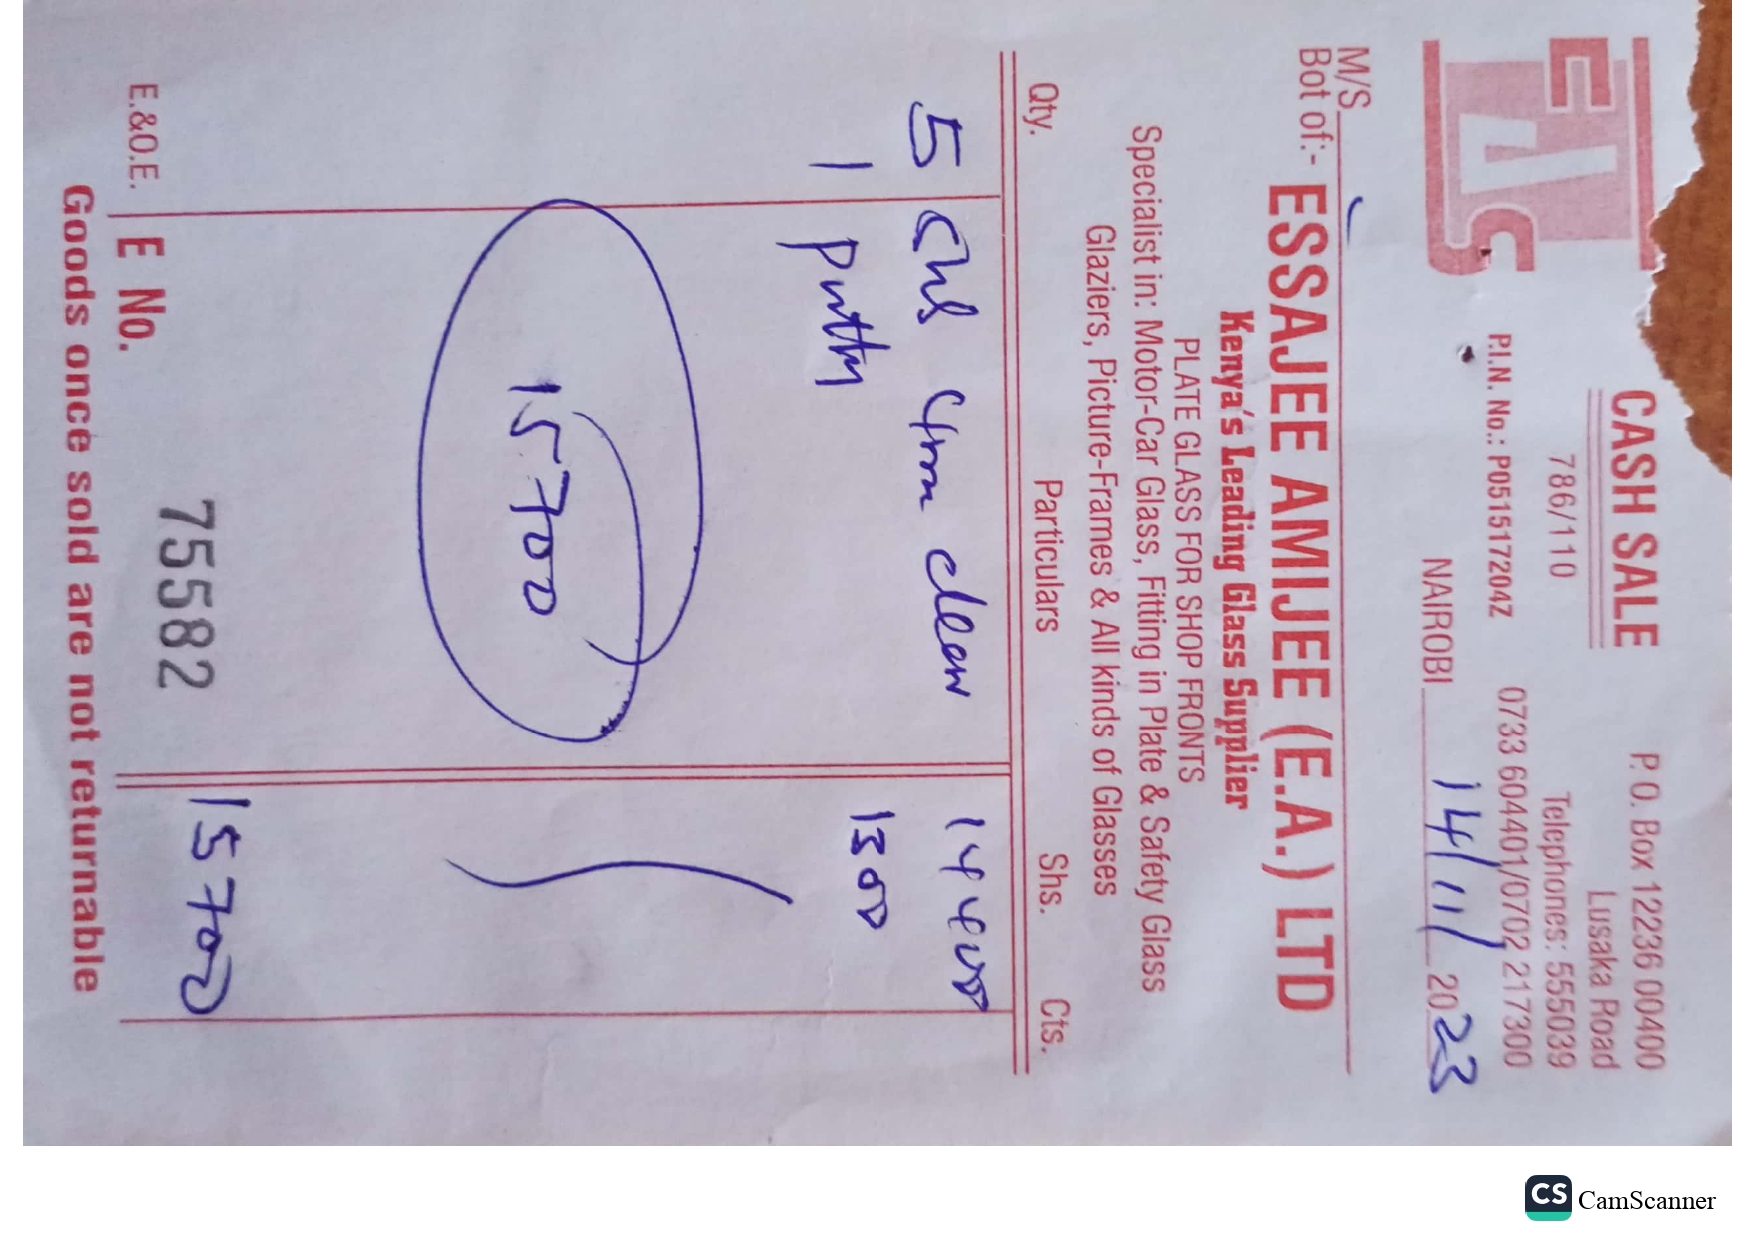 CASH SALE
P. O. Box 12236 00400
Lusaka Road
786/110
Telephones: 555039
P.I.N. No.: P051517204Z
0733 604401/0702 217300
EAG
NAIROBI 14/11/ 2023
M/S
Bot of:- ESSAJEE AMIJEE (E.A.) LTD
Kenya's Leading Glass Supplier
PLATE GLASS FOR SHOP FRONTS
Specialist in: Motor-Car Glass, Fitting in Plate & Safety Glass
Glaziers, Picture-Frames & All kinds of Glasses
Qty. Particulars Shs. Cts.
5 4mm clear 14400
1 putty 1300
15700
15700
E.&O.E. E No. 75582
Goods once sold are not returnable
CS CamScanner